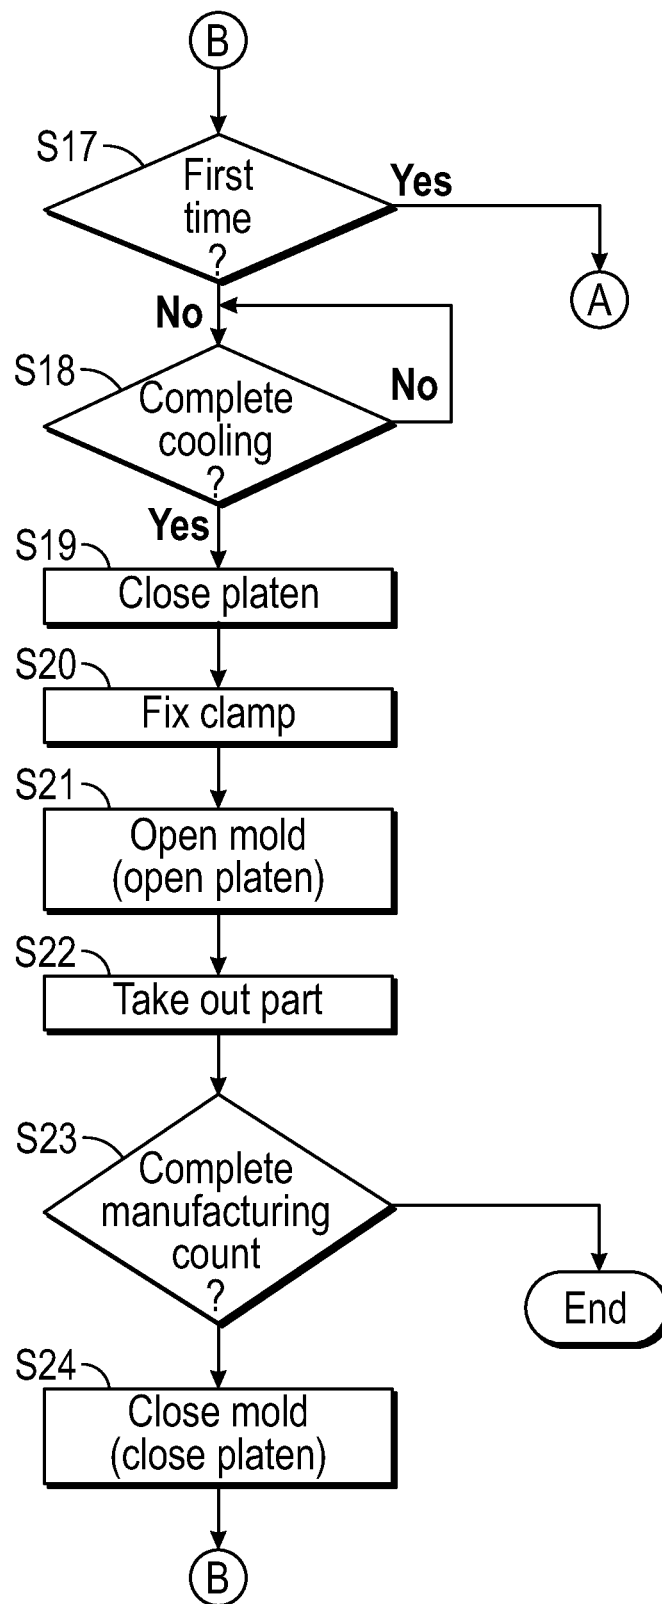 B
S17
First
time
?
Yes
A
No
S18
Complete
cooling
?
No
Yes
S19
Close platen
S20
Fix clamp
S21
Open mold
(open platen)
S22
Take out part
S23
Complete
manufacturing
count
?
End
S24
Close mold
(close platen)
B